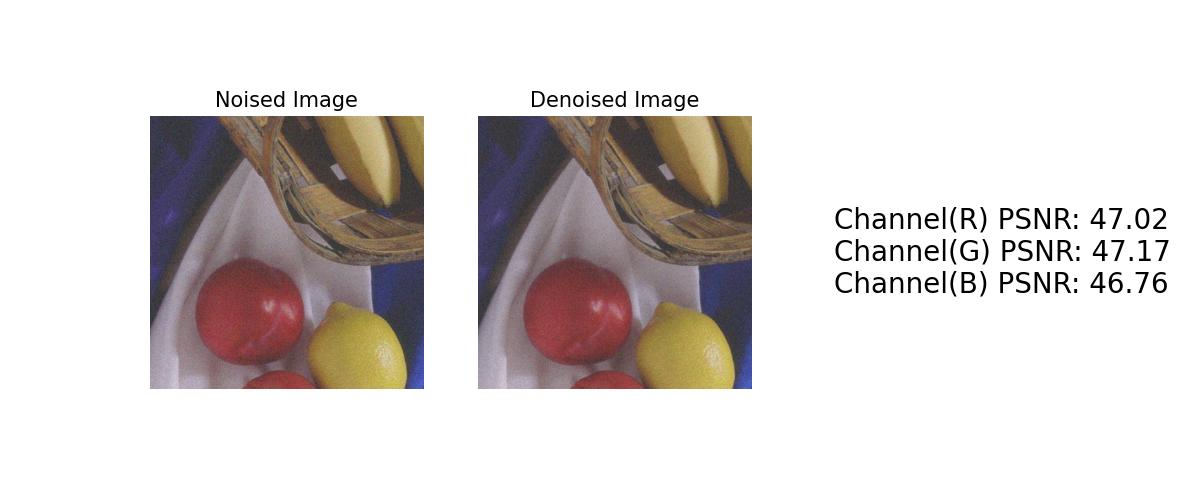 Noised Image
Denoised Image
Channel(R) PSNR: 47.02
Channel(G) PSNR: 47.17
Channel(B) PSNR: 46.76